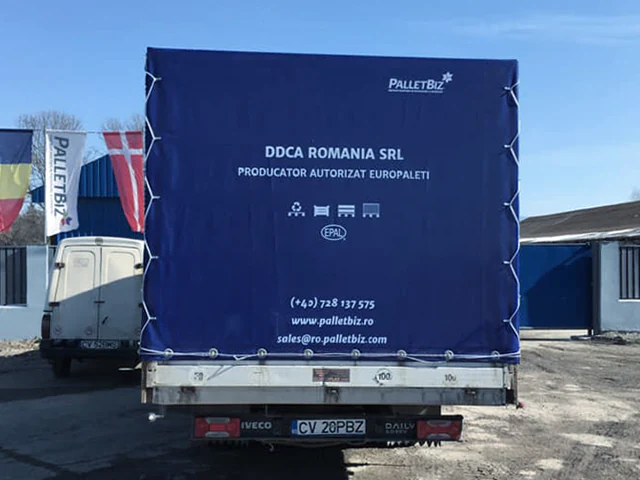 PALLETBIZ
DDCA ROMANIA SRL
PRODUCATOR AUTORIZAT EUROPALETI
EPAL
(+40) 728 137 575
www.palletbiz.ro
sales@ro.palletbiz.com
PALLETBIZ
100
IVECO
CV 20PBZ
DAILY